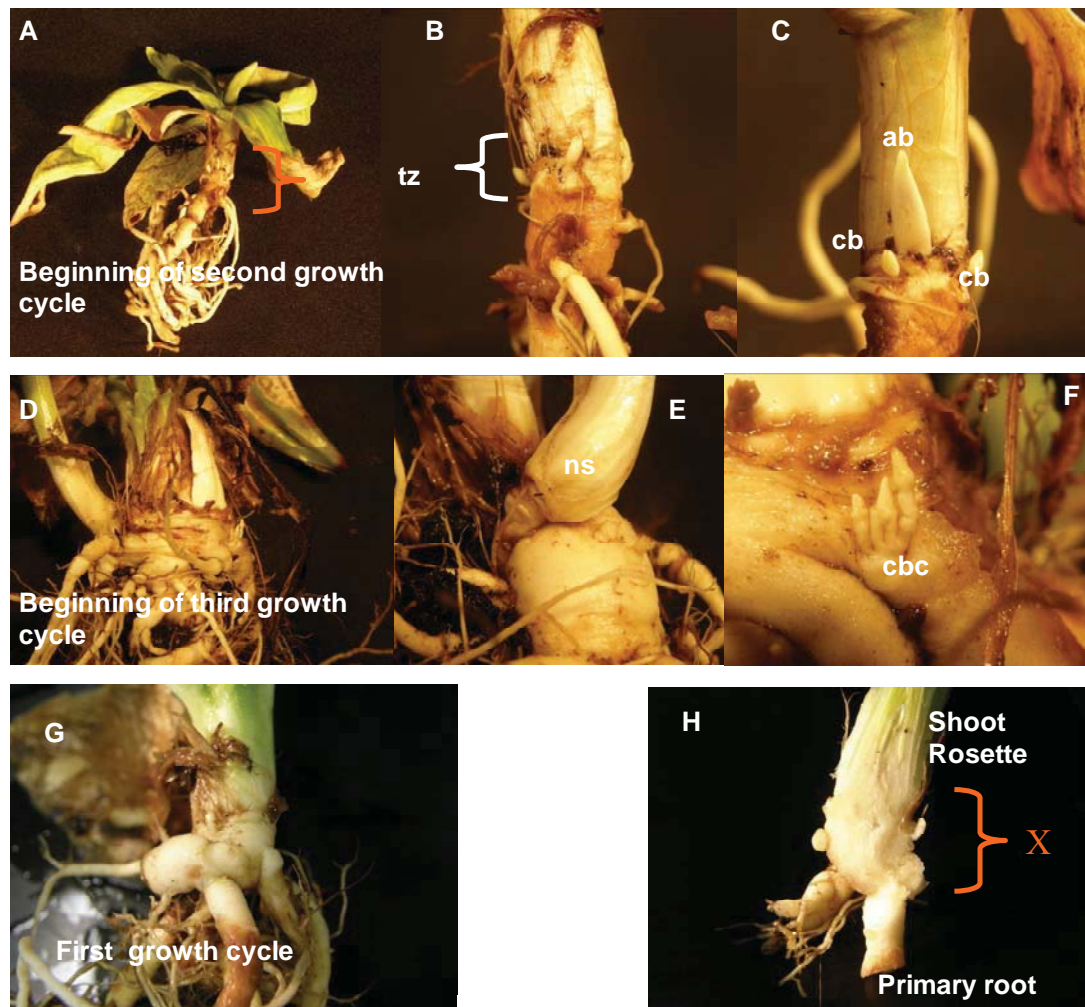 A
B
C
tz
ab
cb
cb
Beginning of second growth
cycle
D
E
F
ns
cbc
Beginning of third growth
cycle
G
First growth cycle
H
Shoot
Rosette
X
Primary root